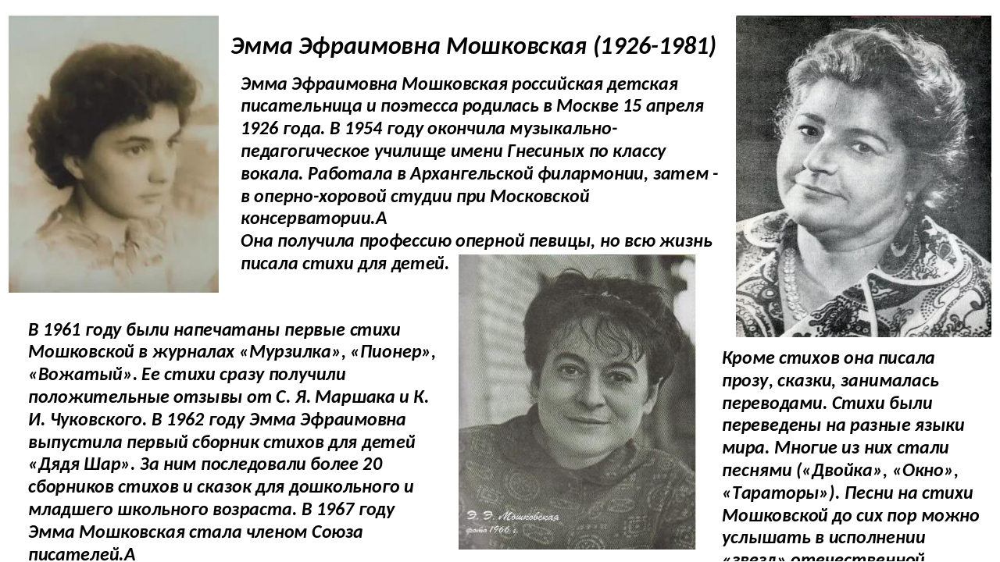 Эмма Эфраимовна Мошковская (1926-1981)
Эмма Эфраимовна Мошковская российская детская
писательница и поэтесса родилась в Москве 15 апреля
1926 года. В 1954 году окончила музыкально-
педагогическое училище имени Гнесиных по классу
вокала. Работала в Архангельской филармонии, затем -
в оперно-хоровой студии при Московской
консерватории.А
Она получила профессию оперной певицы, но всю жизнь
писала стихи для детей.
В 1961 году были напечатаны первые стихи
Мошковской в журналах «Мурзилка», «Пионер»,
«Вожатый». Ее стихи сразу получили
положительные отзывы от С. Я. Маршака и К.
И. Чуковского. В 1962 году Эмма Эфраимовна
выпустила первый сборник стихов для детей
«Дядя Шар». За ним последовали более 20
сборников стихов и сказок для дошкольного и
младшего школьного возраста. В 1967 году
Эмма Мошковская стала членом Союза
писателей.А
Э. Э. Мошковская
фото 1966 г.
Кроме стихов она писала
прозу, сказки, занималась
переводами. Стихи были
переведены на разные языки
мира. Многие из них стали
песнями («Двойка», «Окно»,
«Тараторы»). Песни на стихи
Мошковской до сих пор можно
услышать в исполнении
«звезд» отечественной